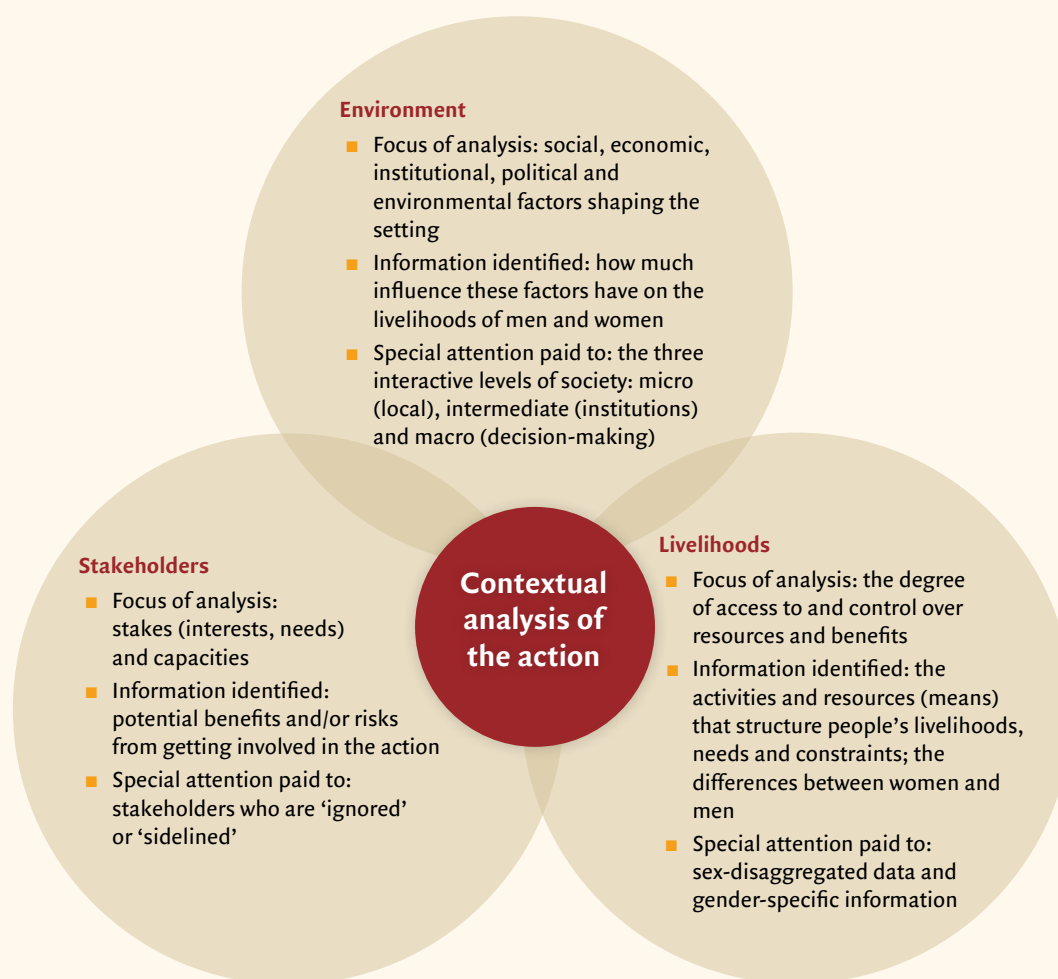 Environment
■ Focus of analysis: social, economic,
institutional, political and
environmental factors shaping the
setting
■ Information identified: how much
influence these factors have on the
livelihoods of men and women
■ Special attention paid to: the three
interactive levels of society: micro
(local), intermediate (institutions)
and macro (decision-making)
Stakeholders
■ Focus of analysis:
stakes (interests, needs)
and capacities
■ Information identified:
potential benefits and/or risks
from getting involved in the action
■ Special attention paid to:
stakeholders who are ‘ignored’
or ‘sidelined’
Contextual
analysis of
the action
Livelihoods
■ Focus of analysis: the degree
of access to and control over
resources and benefits
■ Information identified: the
activities and resources (means)
that structure people’s livelihoods,
needs and constraints; the
differences between women and
men
■ Special attention paid to:
sex-disaggregated data and
gender-specific information